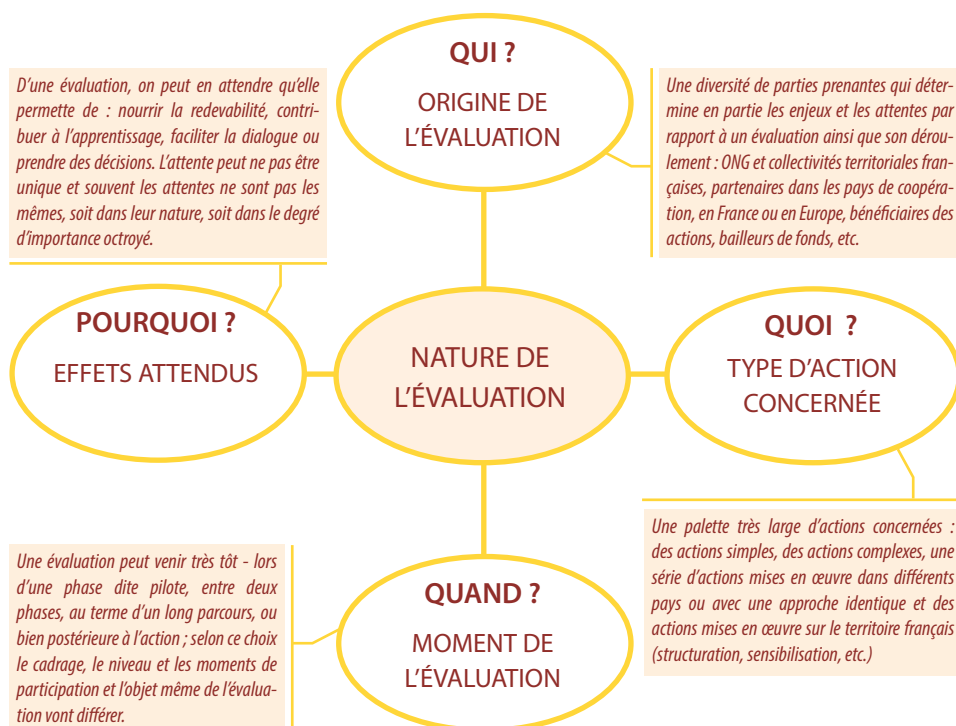 QUI ?
ORIGINE DE
L'ÉVALUATION
D'une évaluation, on peut en attendre qu'elle
permette de : nourrir la redevabilité, contri-
buer à l'apprentissage, faciliter la dialogue ou
prendre des décisions. L'attente peut ne pas être
unique et souvent les attentes ne sont pas les
mêmes, soit dans leur nature, soit dans le degré
d'importance octroyé.
Une diversité de parties prenantes qui déter-
mine en partie les enjeux et les attentes par
rapport à un évaluation ainsi que son dérou-
lement : ONG et collectivités territoriales fran-
çaises, partenaires dans les pays de coopéra-
tion, en France ou en Europe, bénéficiaires des
actions, bailleurs de fonds, etc.
POURQUOI ?
EFFETS ATTENDUS
NATURE DE
L'ÉVALUATION
QUOI ?
TYPE D'ACTION
CONCERNÉE
Une évaluation peut venir très tôt - lors
d'une phase dite pilote, entre deux
phases, au terme d'un long parcours, ou
bien postérieure à l'action ; selon ce choix
le cadrage, le niveau et les moments de
participation et l'objet même de l'évalua-
tion vont différer.
QUAND ?
MOMENT DE
L'ÉVALUATION
Une palette très large d'actions concernées :
des actions simples, des actions complexes, une
série d'actions mises en œuvre dans différents
pays ou avec une approche identique et des
actions mises en œuvre sur le territoire français
(structuration, sensibilisation, etc.)